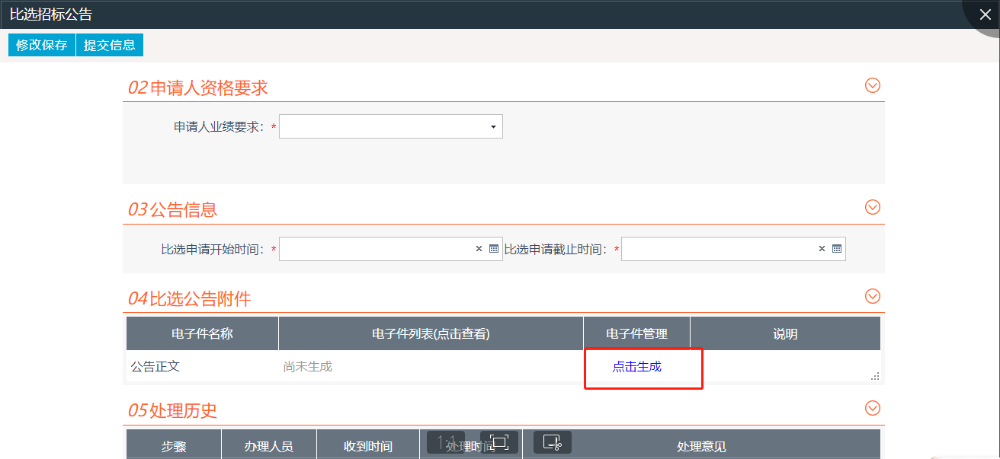 比选招标公告
修改保存 提交信息
02申请人资格要求
申请人业绩要求：*
03公告信息
比选申请开始时间：* 比选申请截止时间：*
04比选公告附件
电子件名称 电子件列表(点击查看) 电子件管理 说明
公告正文 尚未生成 点击生成
05处理历史
步骤 办理人员 收到时间 处理时间 处理意见
1:1